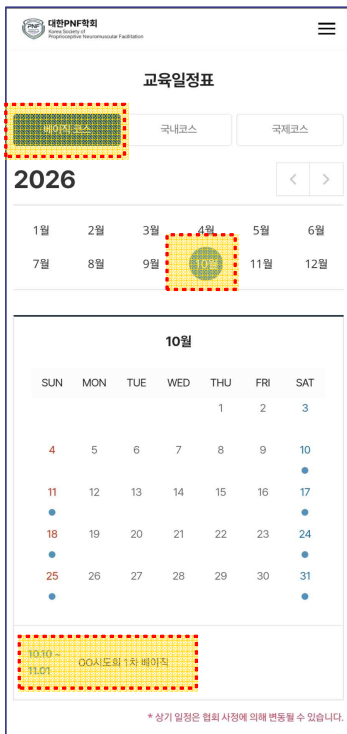 대한PNF학회
Korea Society of
Proprioceptive Neuromuscular Facilitation
교육일정표
베이직 코스 국내코스 국제코스
2026
1월 2월 3월 4월 5월 6월
7월 8월 9월 10월 11월 12월
10월
SUN MON TUE WED THU FRI SAT
1 2 3
4 5 6 7 8 9 10
11 12 13 14 15 16 17
18 19 20 21 22 23 24
25 26 27 28 29 30 31
10.10 ~
11.01
OO시도회 1차 베이직
* 상기 일정은 협회 사정에 의해 변동될 수 있습니다.